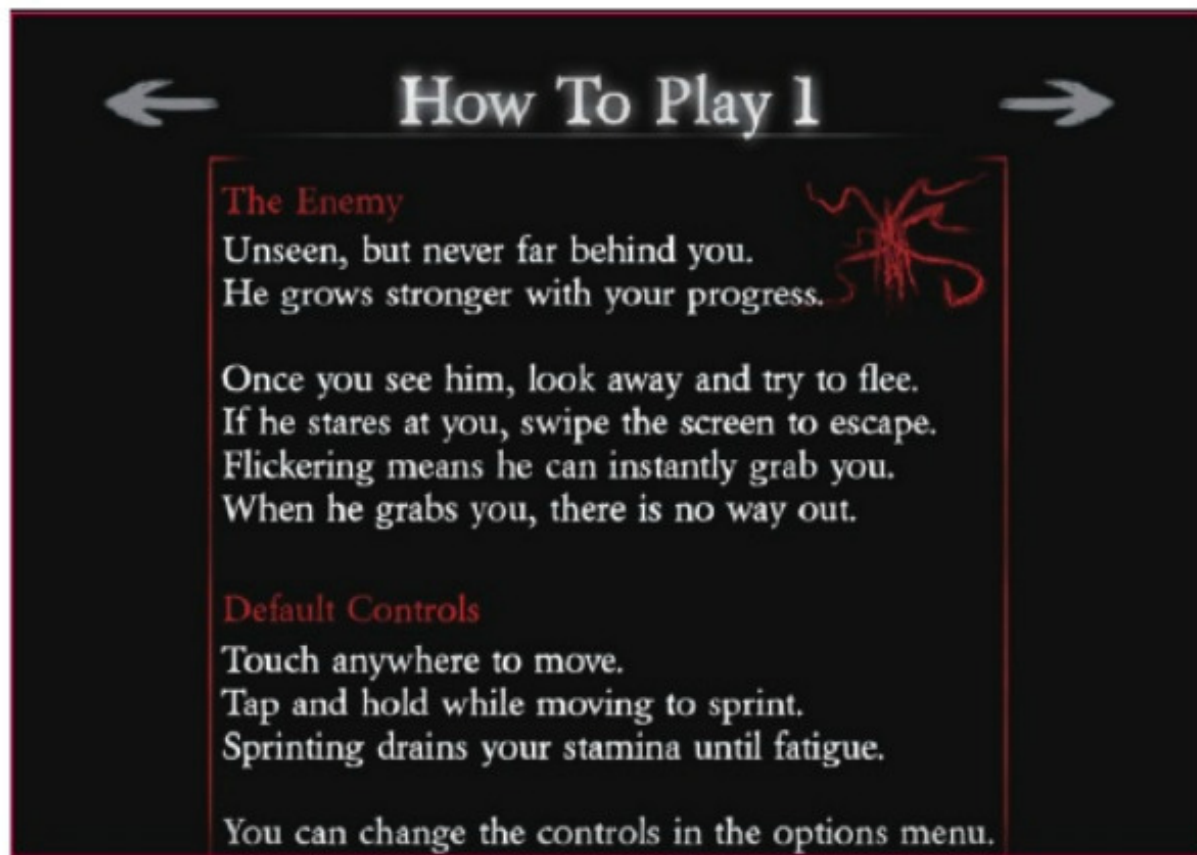 How To Play 1
The Enemy
Unseen, but never far behind you.
He grows stronger with your progress.
Once you see him, look away and try to flee.
If he stares at you, swipe the screen to escape.
Flickering means he can instantly grab you.
When he grabs you, there is no way out.
Default Controls
Touch anywhere to move.
Tap and hold while moving to sprint.
Sprinting drains your stamina until fatigue.
You can change the controls in the options menu.